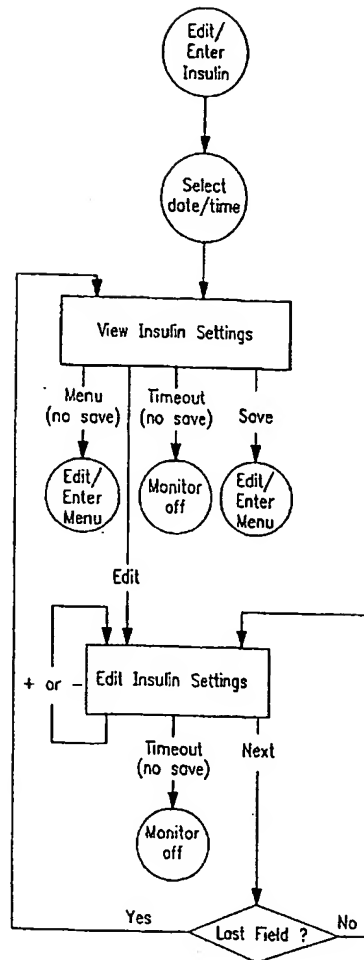 Edit/
Enter
Insulin
Select
date/time
View Insulin Settings
Menu
(no save)
Timeout
(no save)
Save
Edit/
Enter
Menu
Monitor
off
Edit/
Enter
Menu
Edit
+ or -
Edit Insulin Settings
Timeout
(no save)
Next
Monitor
off
Yes
Last Field ?
No